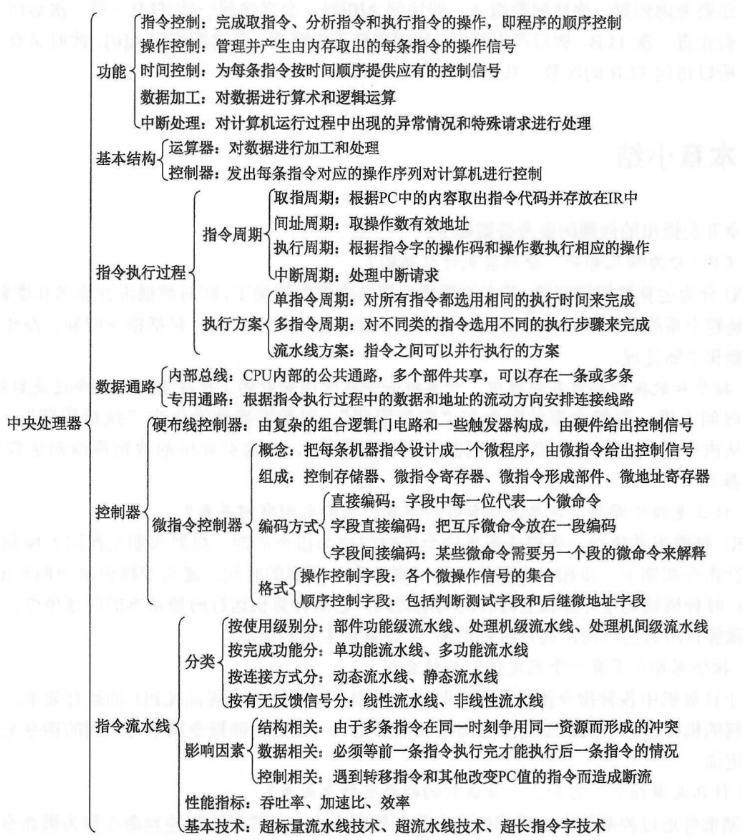 指令控制：完成取指令、分析指令和执行指令的操作，即程序的顺序控制
操作控制：管理并产生由内存取出的每条指令的操作信号
功能
时间控制：为每条指令按时间顺序提供应有的控制信号
数据加工：对数据进行算术和逻辑运算
中断处理：对计算机运行过程中出现的异常情况和特殊请求进行处理
基本结构
运算器：对数据进行加工和处理
控制器：发出每条指令对应的操作序列对计算机进行控制
取指周期：根据PC中的内容取出指令代码并存放在IR中
指令周期
间址周期：取操作数有效地址
执行周期：根据指令字的操作码和操作数执行相应的操作
指令执行过程
中断周期：处理中断请求
单指令周期：对所有指令都选用相同的执行时间来完成
执行方案
多指令周期：对不同类的指令选用不同的执行步骤来完成
流水线方案：指令之间可以并行执行的方案
数据通路
内部总线：CPU内部的公共通路，多个部件共享，可以存在一条或多条
专用通路：根据指令执行过程中的数据和地址的流动方向安排连接线路
中央处理器
硬布线控制器：由复杂的组合逻辑门电路和一些触发器构成，由硬件给出控制信号
概念：把每条机器指令设计成一个微程序，由微指令给出控制信号
组成：控制存储器、微指令寄存器、微指令形成部件、微地址寄存器
控制器
微指令控制器
编码方式
直接编码：字段中每一位代表一个微命令
字段直接编码：把互斥微命令放在一段编码
字段间接编码：某些微命令需要另一个段的微命令来解释
格式
操作控制字段：各个微操作信号的集合
顺序控制字段：包括判断测试字段和后继微地址字段
按使用级别分：部件功能级流水线、处理机级流水线、处理机间级流水线
分类
按完成功能分：单功能流水线、多功能流水线
按连接方式分：动态流水线、静态流水线
按有无反馈信号分：线性流水线、非线性流水线
指令流水线
结构相关：由于多条指令在同一时刻争用同一资源而形成的冲突
影响因素
数据相关：必须等前一条指令执行完才能执行后一条指令的情况
控制相关：遇到转移指令和其他改变PC值的指令而造成断流
性能指标：吞吐率、加速比、效率
基本技术：超标量流水线技术、超流水线技术、超长指令字技术